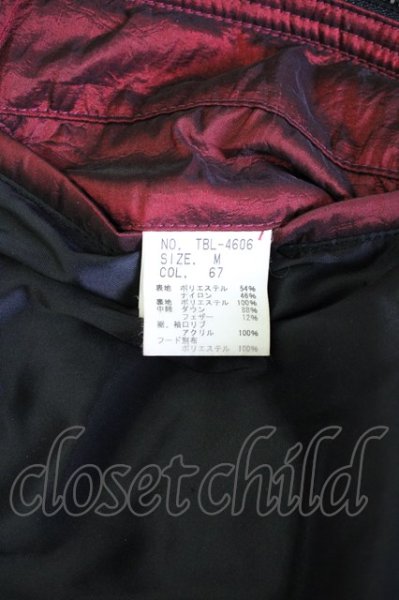 NO. TBL-4606
SIZE. M
COL. 67
表地 ポリエステル 54%
ナイロン 46%
裏地 ポリエステル 100%
中綿 ダウン 88%
フェザー 12%
裾、袖口リブ
アクリル 100%
フード別布
ポリエステル 100%
closetchild